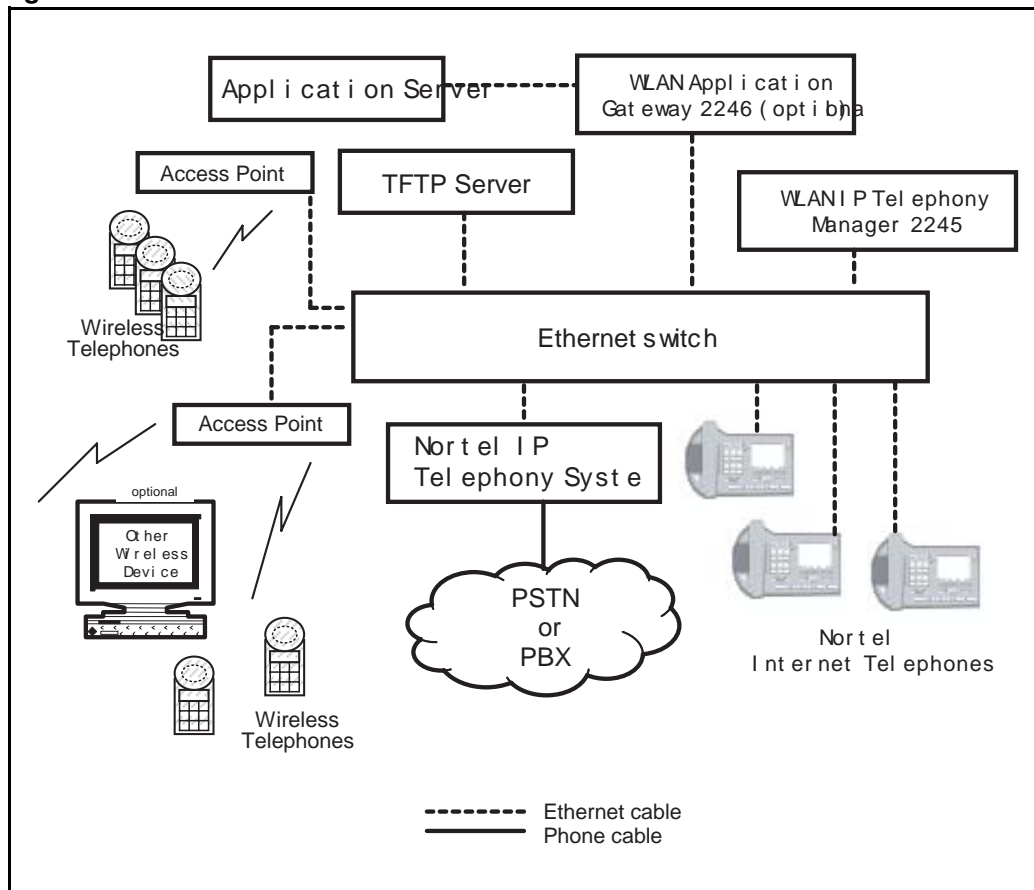 Application Server
WLAN Application
Gateway 2246 (optiona
TFTP Server
Access Point
WLAN IP Telephony
Manager 2245
Wireless
Telephones
Ethernet switch
Access Point
Nortel IP
Telephony Syste
optional
Other
Wireless
Device
PSTN
or
PBX
Nortel
Internet Telephones
Wireless
Telephones
Ethernet cable
Phone cable